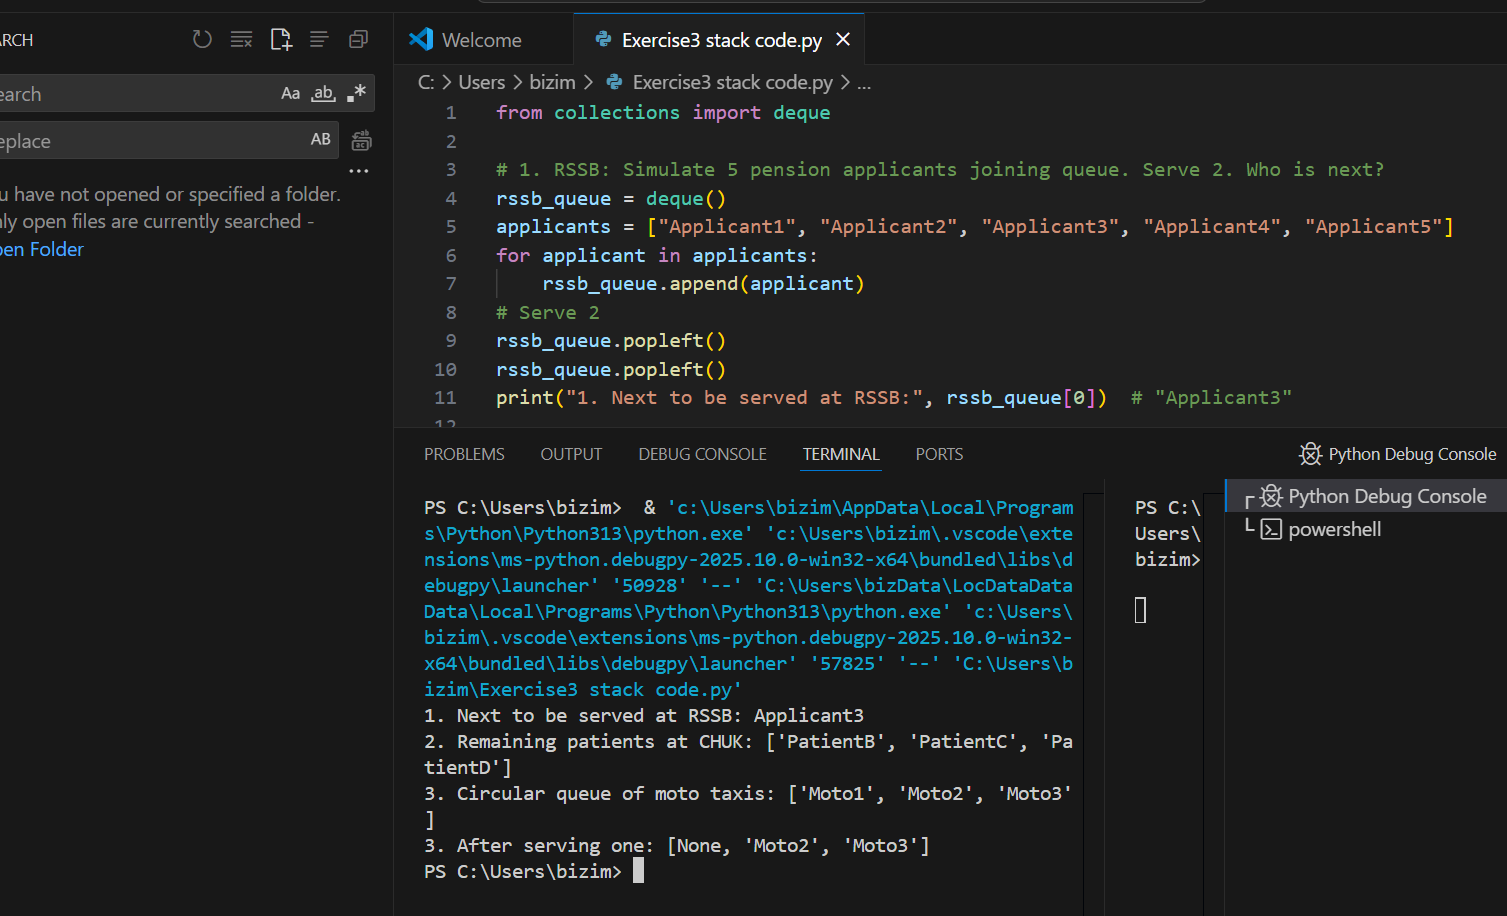 ARCH
earch
Aa ab *
eplace
AB
u have not opened or specified a folder.
nly open files are currently searched -
pen Folder
Welcome
Exercise3 stack code.py
C: > Users > bizim > Exercise3 stack code.py > ...
1 from collections import deque
2
3 # 1. RSSB: Simulate 5 pension applicants joining queue. Serve 2. Who is next?
4 rssb_queue = deque()
5 applicants = ["Applicant1", "Applicant2", "Applicant3", "Applicant4", "Applicant5"]
6 for applicant in applicants:
7 rssb_queue.append(applicant)
8 # Serve 2
9 rssb_queue.popleft()
10 rssb_queue.popleft()
11 print("1. Next to be served at RSSB:", rssb_queue[0]) # "Applicant3"
12
PROBLEMS OUTPUT DEBUG CONSOLE TERMINAL PORTS
Python Debug Console
PS C:\Users\bizim> & 'c:\Users\bizim\AppData\Local\Program
s\Python\Python313\python.exe' 'c:\Users\bizim\.vscode\exte
nsions\ms-python.debugpy-2025.10.0-win32-x64\bundled\libs\d
ebugpy\launcher' '50928' '--' 'C:\Users\bizData\LocDataData
Data\Local\Programs\Python\Python313\python.exe' 'c:\Users\
bizim\.vscode\extensions\ms-python.debugpy-2025.10.0-win32-
x64\bundled\libs\debugpy\launcher' '57825' '--' 'C:\Users\b
izim\Exercise3 stack code.py'
1. Next to be served at RSSB: Applicant3
2. Remaining patients at CHUK: ['PatientB', 'PatientC', 'Pa
tientD']
3. Circular queue of moto taxis: ['Moto1', 'Moto2', 'Moto3'
]
3. After serving one: [None, 'Moto2', 'Moto3']
PS C:\Users\bizim>
PS C:\
Users\
bizim>
Python Debug Console
powershell